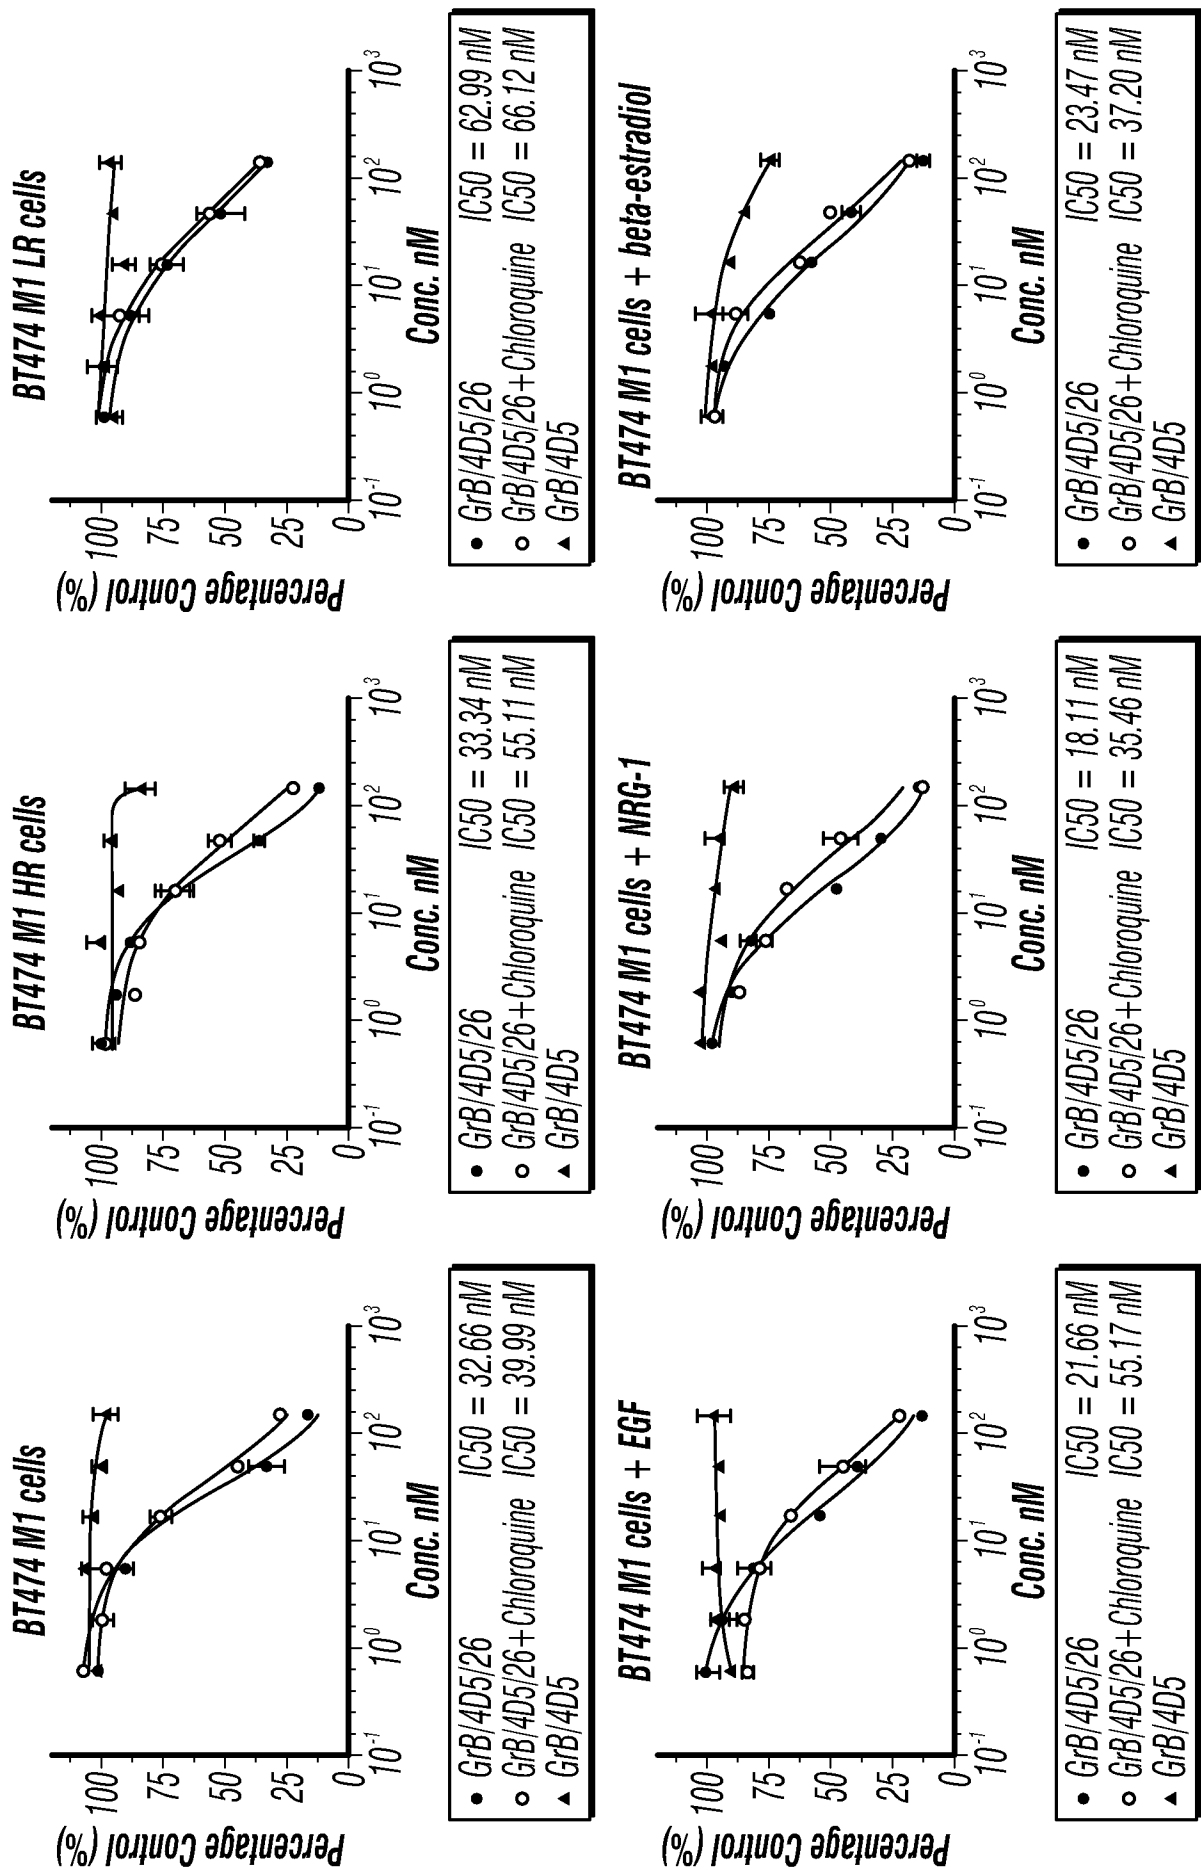 BT474 M1 cells
Percentage Control (%)
100
75
50
25
0
10-1
100
101
102
103
Conc. nM
● GrB/4D5/26 IC50 = 32.66 nM
○ GrB/4D5/26+Chloroquine IC50 = 39.99 nM
▲ GrB/4D5
BT474 M1 HR cells
Percentage Control (%)
100
75
50
25
0
10-1
100
101
102
103
Conc. nM
● GrB/4D5/26 IC50 = 33.34 nM
○ GrB/4D5/26+Chloroquine IC50 = 55.11 nM
▲ GrB/4D5
BT474 M1 LR cells
Percentage Control (%)
100
75
50
25
0
10-1
100
101
102
103
Conc. nM
● GrB/4D5/26 IC50 = 62.99 nM
○ GrB/4D5/26+Chloroquine IC50 = 66.12 nM
▲ GrB/4D5
BT474 M1 cells + EGF
Percentage Control (%)
100
75
50
25
0
10-1
100
101
102
103
Conc. nM
● GrB/4D5/26 IC50 = 21.66 nM
○ GrB/4D5/26+Chloroquine IC50 = 55.17 nM
▲ GrB/4D5
BT474 M1 cells + NRG-1
Percentage Control (%)
100
75
50
25
0
10-1
100
101
102
103
Conc. nM
● GrB/4D5/26 IC50 = 18.11 nM
○ GrB/4D5/26+Chloroquine IC50 = 35.46 nM
▲ GrB/4D5
BT474 M1 cells + beta-estradiol
Percentage Control (%)
100
75
50
25
0
10-1
100
101
102
103
Conc. nM
● GrB/4D5/26 IC50 = 23.47 nM
○ GrB/4D5/26+Chloroquine IC50 = 37.20 nM
▲ GrB/4D5